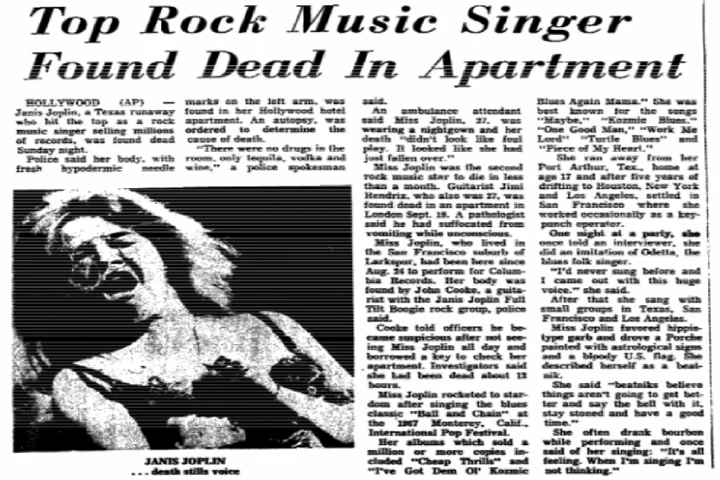 Top Rock Music Singer
Found Dead In Apartment
HOLLYWOOD (AP) —
Janis Joplin, a Texas runaway
who hit the top as a rock
music singer selling millions
of records, was found dead
Sunday night.
Police said her body, with
fresh hypodermic needle
marks on the left arm, was
found in her Hollywood hotel
apartment. An autopsy, was
ordered to determine the
cause of death.
"There were no drugs in the
room, only tequila, vodka and
wine," a police spokesman
said.
An ambulance attendant
said Miss Joplin, 27, was
wearing a nightgown and her
death "didn't look like foul
play. It looked like she had
just fallen over."
Miss Joplin was the second
rock music star to die in less
than a month. Guitarist Jimi
Hendrix, who also was 27, was
found dead in an apartment in
London Sept. 18. A pathologist
said he had suffocated from
vomiting while unconscious.
Miss Joplin, who lived in
the San Francisco suburb of
Larkspur, had been here since
Aug. 24 to perform for Colum-
bia Records. Her body was
found by John Cooke, a guita-
rist with the Janis Joplin Full
Tilt Boogie rock group, police
said.
Cooke told officers he be-
came suspicious after not see-
ing Miss Joplin all day and
borrowed a key to check her
apartment. Investigators said
she had been dead about 12
hours.
Miss Joplin rocketed to star-
dom after singing the blues
classic "Ball and Chain" at
the 1967 Monterey, Calif.,
International Pop Festival.
Her albums which sold a
million or more copies in-
cluded "Cheap Thrills" and
"I've Got Dem Ol' Kozmic
Blues Again Mama." She was
best known for the songs
"Maybe," "Kozmic Blues,"
"One Good Man," "Work Me
Lord" "Turtle Blues" and
"Piece of My Heart."
She ran away from her
Port Arthur, Tex., home at
age 17 and after five years of
drifting to Houston, New York
and Los Angeles, settled in
San Francisco where she
worked occasionally as a key-
punch operator.
One night at a party, she
once told an interviewer, she
did an imitation of Odetta, the
blues folk singer.
"I'd never sung before and
I came out with this huge
voice," she said.
After that she sang with
small groups in Texas, San
Francisco and Los Angeles.
Miss Joplin favored hippie-
type garb and drove a Porche
painted with astrological signs
and a bloody U.S. flag. She
described herself as a beat-
nik.
She said "beatniks believe
things aren't going to get bet-
ter and say the hell with it,
stay stoned and have a good
time."
She often drank bourbon
while performing and once
said of her singing: "It's all
feeling. When I'm singing I'm
not thinking."
JANIS JOPLIN
... death stills voice